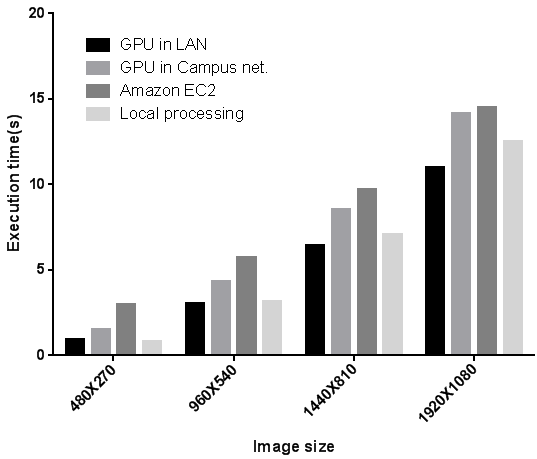 20
GPU in LAN
GPU in Campus net.
Amazon EC2
Local processing
15
10
5
0
Execution time(s)
480X270
960X540
1440X810
1920X1080
Image size